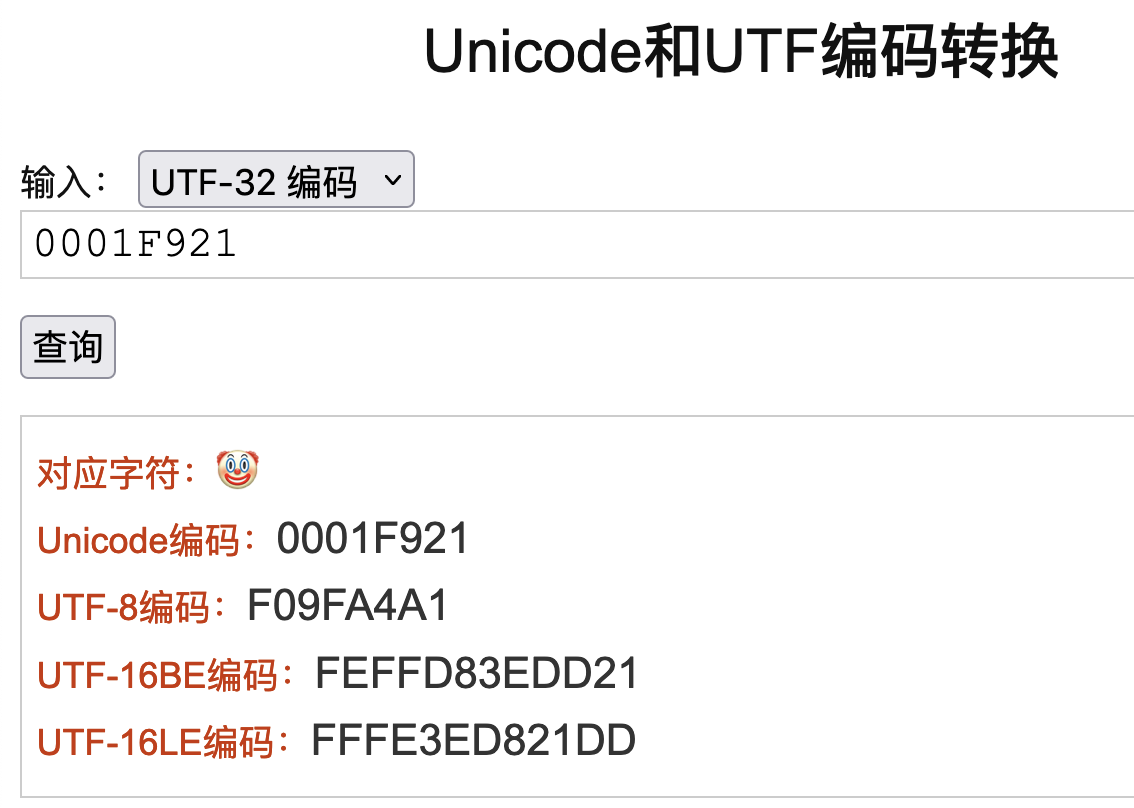 Unicode和UTF编码转换
输入： UTF-32 编码
0001F921
查询
对应字符：🤡
Unicode编码：0001F921
UTF-8编码：F09FA4A1
UTF-16BE编码：FEFFD83EDD21
UTF-16LE编码：FFFE3ED821DD